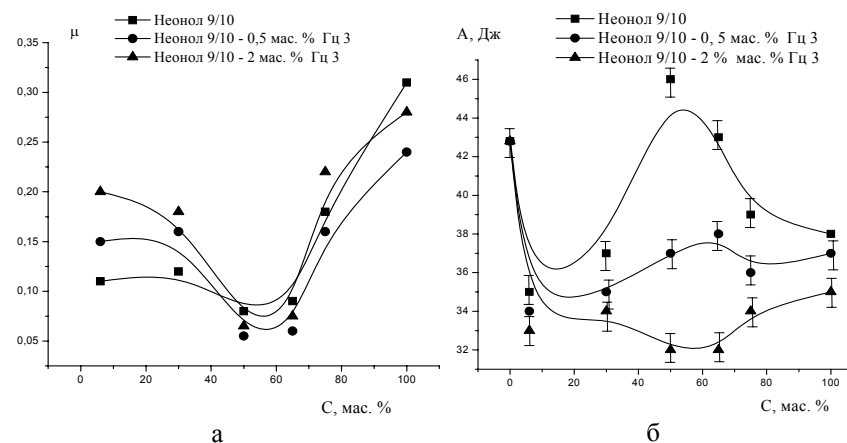 μ
Неонол 9/10
Неонол 9/10 - 0,5 мас. % Гц 3
Неонол 9/10 - 2 мас. % Гц 3
0,35
0,30
0,25
0,20
0,15
0,10
0,05
0
20
40
60
80
100
С, мас. %
а
А, Дж
Неонол 9/10
Неонол 9/10 - 0, 5 мас. % Гц 3
Неонол 9/10 - 2 % мас. % Гц 3
46
44
42
40
38
36
34
32
0
20
40
60
80
100
С, мас. %
б